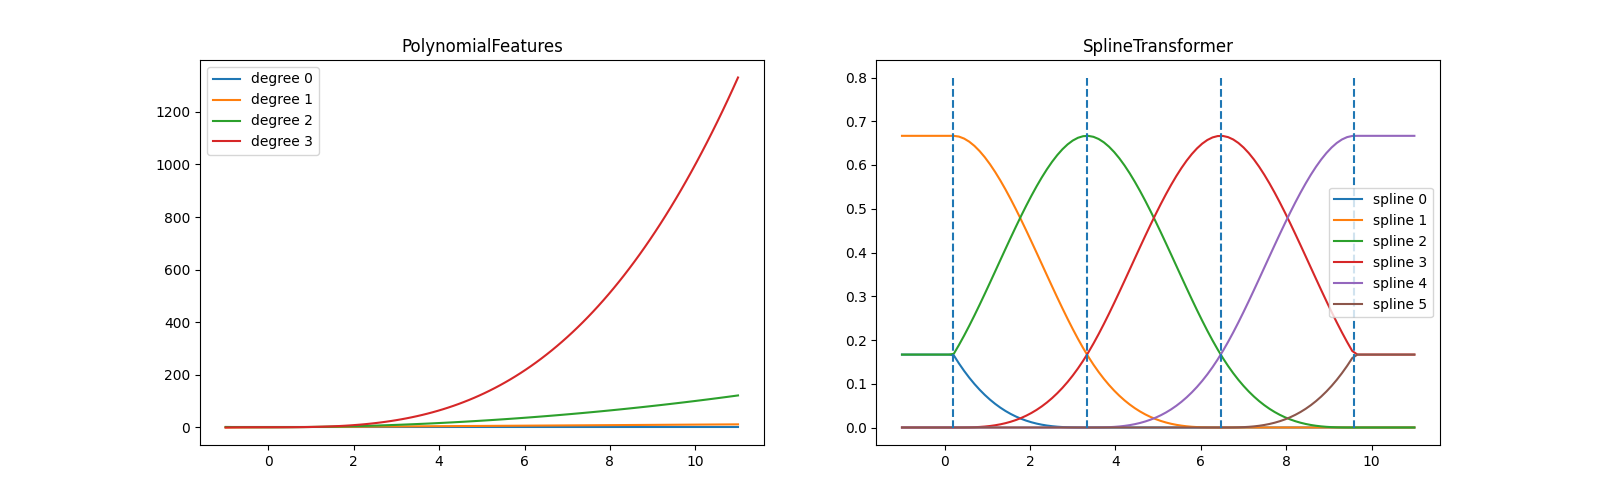 PolynomialFeatures
degree 0
degree 1
degree 2
degree 3
1200
1000
800
600
400
200
0
0 2 4 6 8 10
SplineTransformer
0.8
0.7
0.6
0.5
0.4
0.3
0.2
0.1
0.0
spline 0
spline 1
spline 2
spline 3
spline 4
spline 5
0 2 4 6 8 10